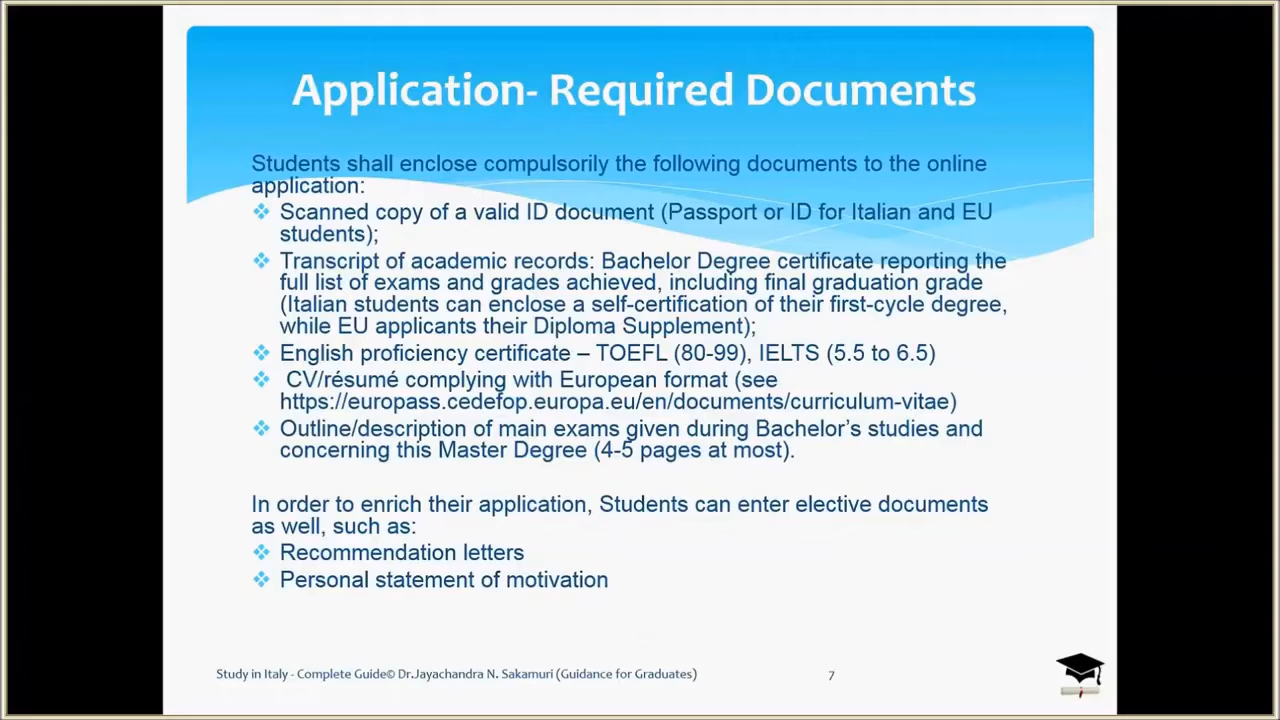 Application- Required Documents
Students shall enclose compulsorily the following documents to the online
application:
❖ Scanned copy of a valid ID document (Passport or ID for Italian and EU
students);
❖ Transcript of academic records: Bachelor Degree certificate reporting the
full list of exams and grades achieved, including final graduation grade
(Italian students can enclose a self-certification of their first-cycle degree,
while EU applicants their Diploma Supplement);
❖ English proficiency certificate – TOEFL (80-99), IELTS (5.5 to 6.5)
❖ CV/résumé complying with European format (see
https://europass.cedefop.europa.eu/en/documents/curriculum-vitae)
❖ Outline/description of main exams given during Bachelor’s studies and
concerning this Master Degree (4-5 pages at most).
In order to enrich their application, Students can enter elective documents
as well, such as:
❖ Recommendation letters
❖ Personal statement of motivation
Study in Italy - Complete Guide© Dr.Jayachandra N. Sakamuri (Guidance for Graduates)
7